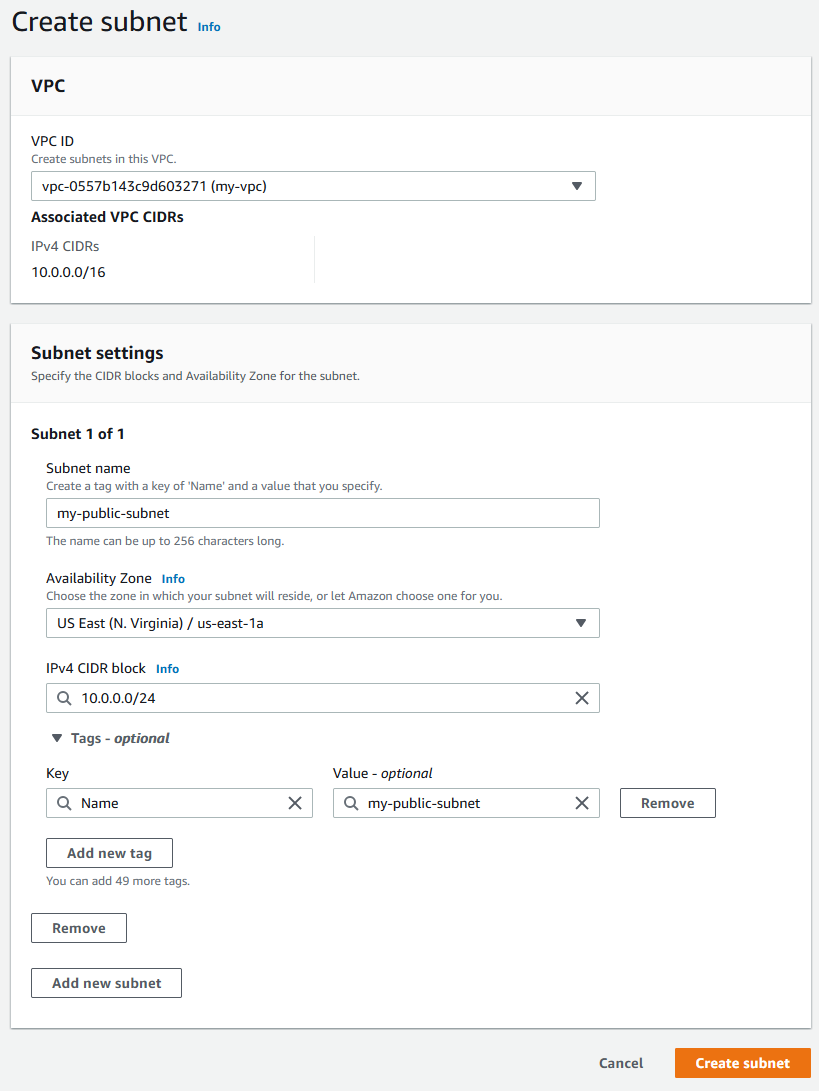 Create subnet Info
VPC
VPC ID
Create subnets in this VPC.
vpc-0557b143c9d603271 (my-vpc)
Associated VPC CIDRs
IPv4 CIDRs
10.0.0.0/16
Subnet settings
Specify the CIDR blocks and Availability Zone for the subnet.
Subnet 1 of 1
Subnet name
Create a tag with a key of 'Name' and a value that you specify.
my-public-subnet
The name can be up to 256 characters long.
Availability Zone Info
Choose the zone in which your subnet will reside, or let Amazon choose one for you.
US East (N. Virginia) / us-east-1a
IPv4 CIDR block Info
10.0.0.0/24
Tags - optional
Key Value - optional
Name my-public-subnet Remove
Add new tag
You can add 49 more tags.
Remove
Add new subnet
Cancel Create subnet